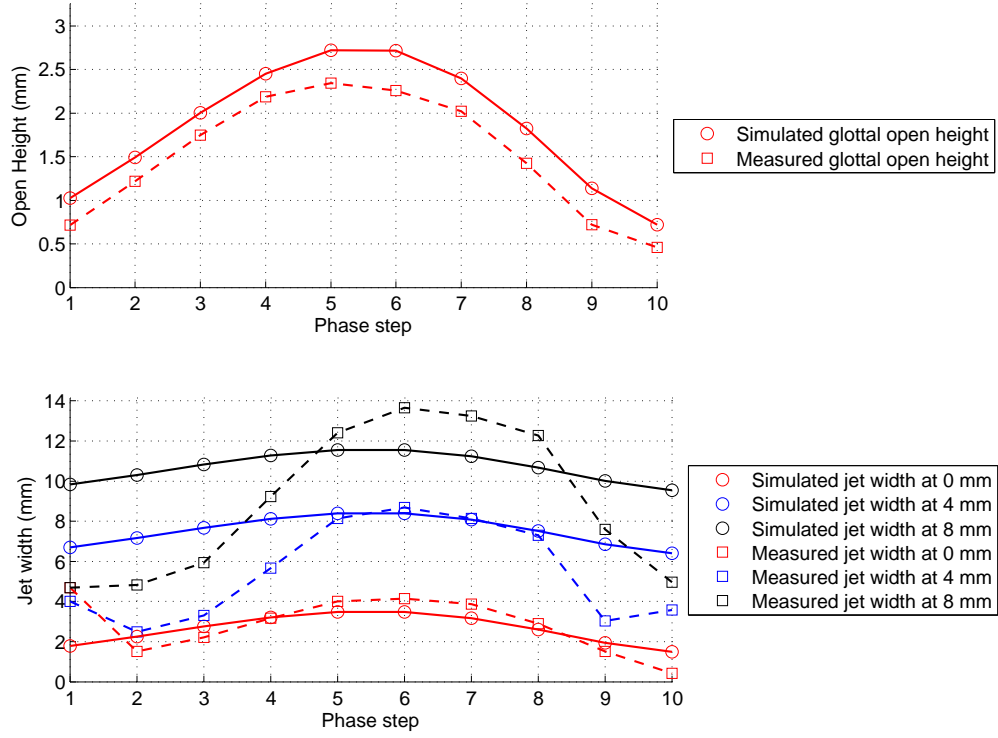 3
2.5
2
1.5
1
0.5
0
Open Height (mm)
1 2 3 4 5 6 7 8 9 10
Phase step
Simulated glottal open height
Measured glottal open height
14
12
10
8
6
4
2
0
Jet width (mm)
1 2 3 4 5 6 7 8 9 10
Phase step
Simulated jet width at 0 mm
Simulated jet width at 4 mm
Simulated jet width at 8 mm
Measured jet width at 0 mm
Measured jet width at 4 mm
Measured jet width at 8 mm